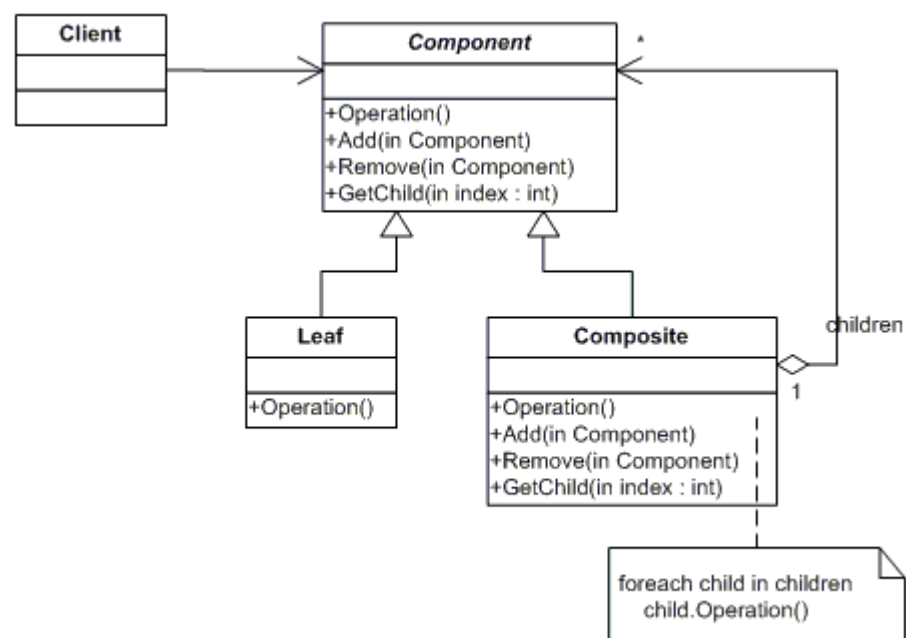 Client
Component
*
+Operation()
+Add(in Component)
+Remove(in Component)
+GetChild(in index : int)
children
Leaf
+Operation()
Composite
1
+Operation()
+Add(in Component)
+Remove(in Component)
+GetChild(in index : int)
foreach child in children
child.Operation()